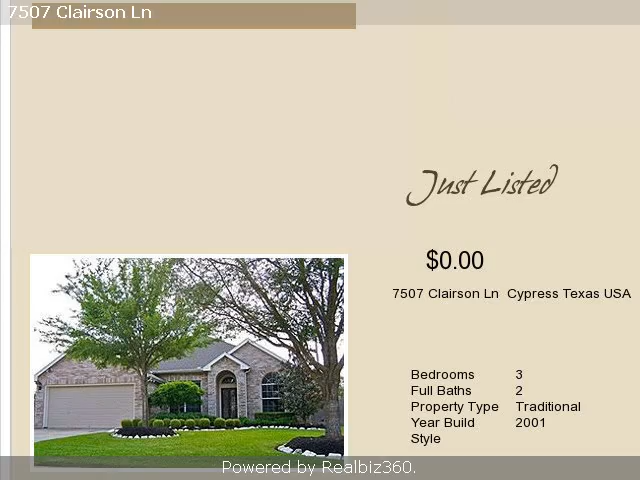 7507 Clairson Ln
Just Listed
$0.00
7507 Clairson Ln  Cypress Texas USA
Bedrooms 3
Full Baths 2
Property Type Traditional
Year Build 2001
Style
Powered by Realbiz360.